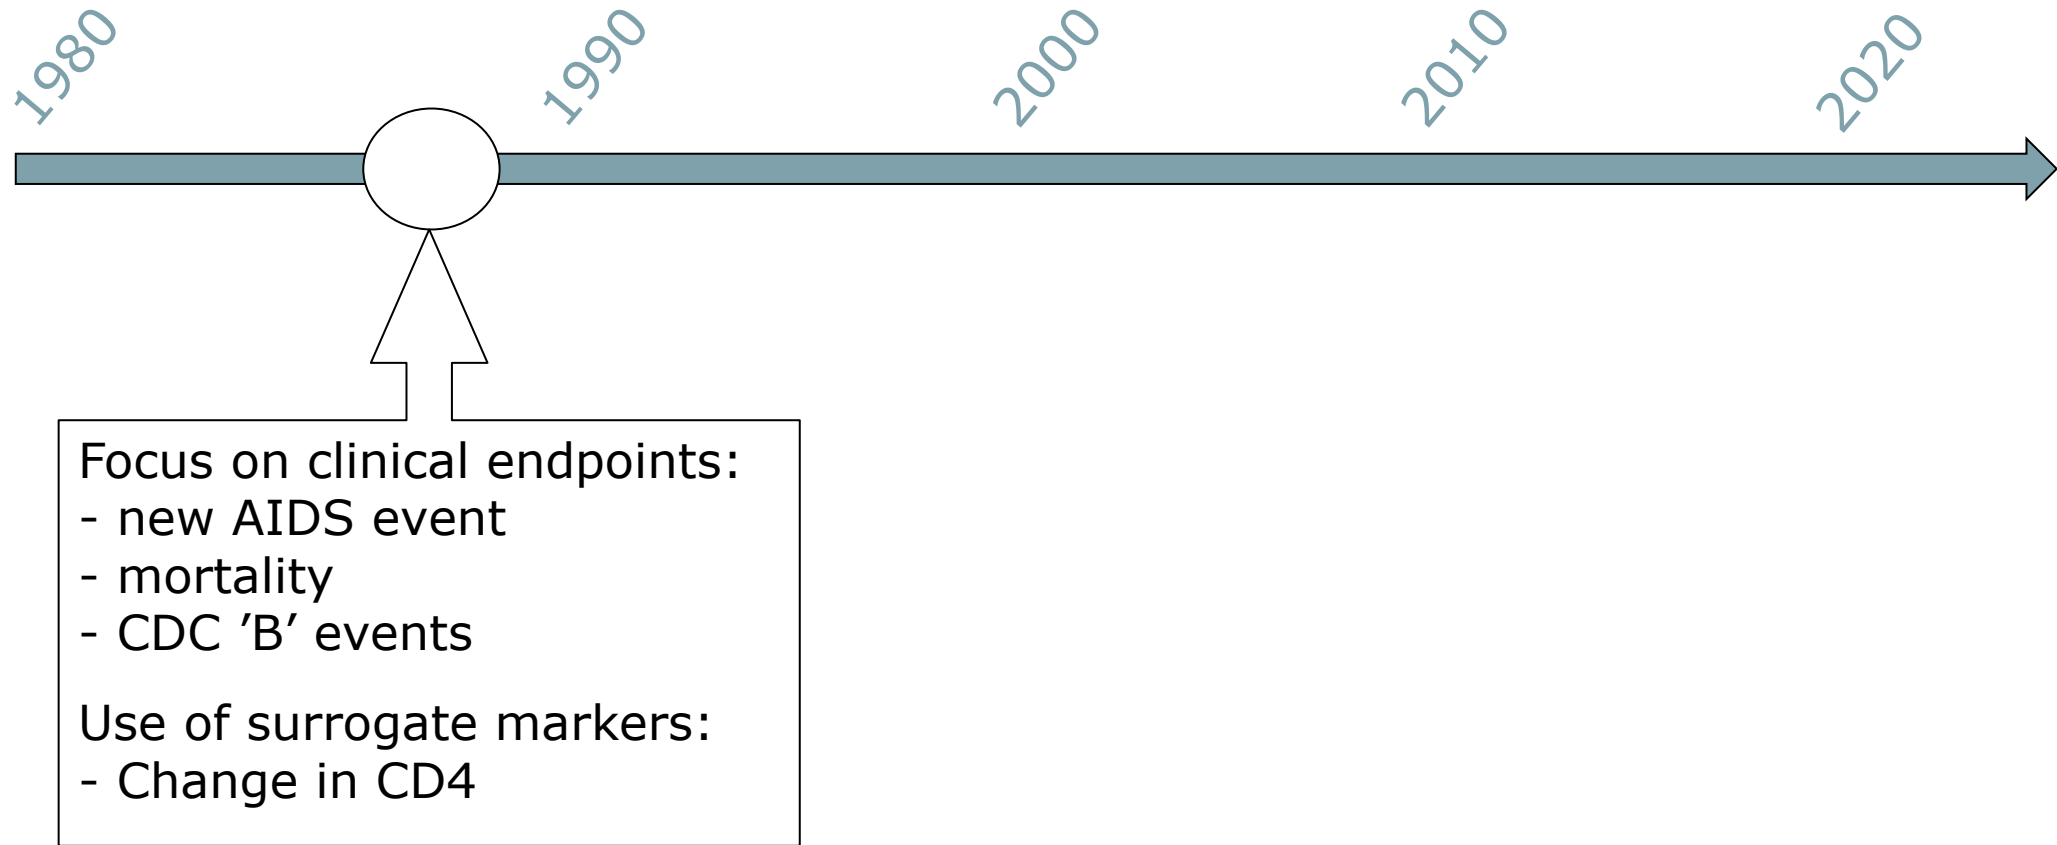 1980
1990
2000
2010
2020
Focus on clinical endpoints:
- new AIDS event
- mortality
- CDC ’B’ events
Use of surrogate markers:
- Change in CD4